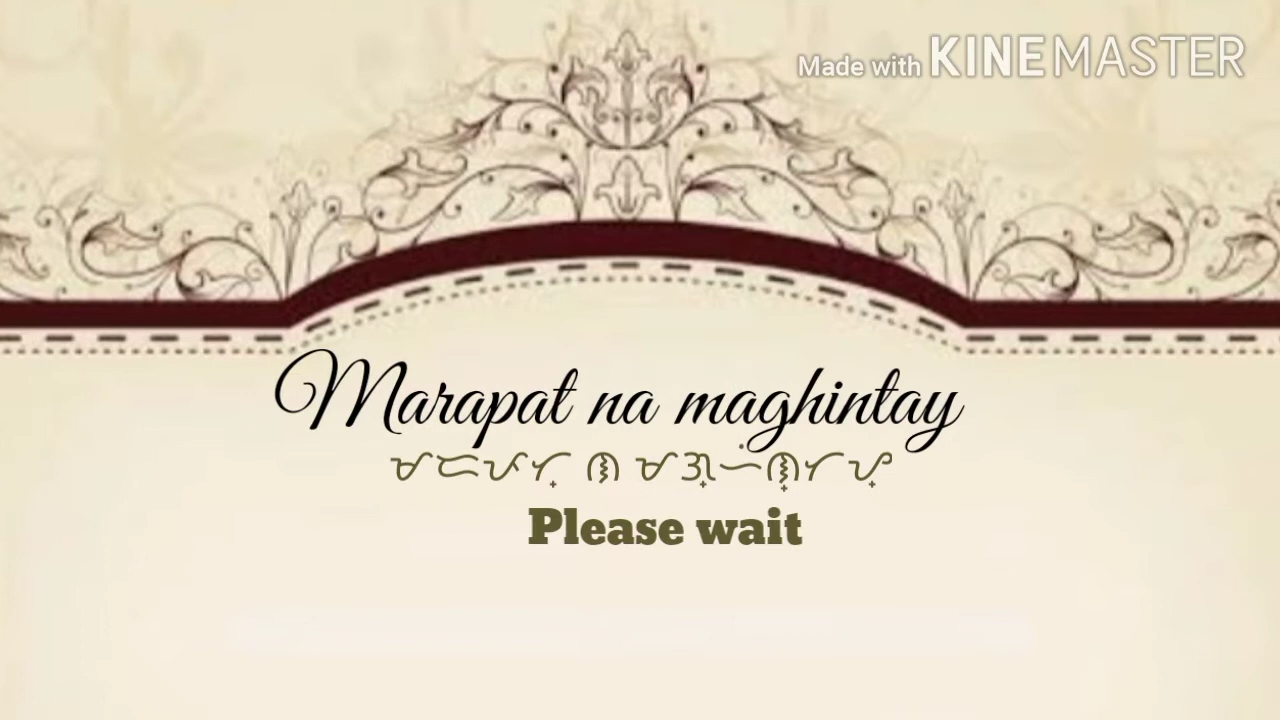 Made with KINEMASTER
Marapat na maghintay
ᜋᜇᜉᜆ᜔ ᜈ ᜋᜄ᜔ᜑᜒᜈ᜔ᜆᜌ᜔
Please wait